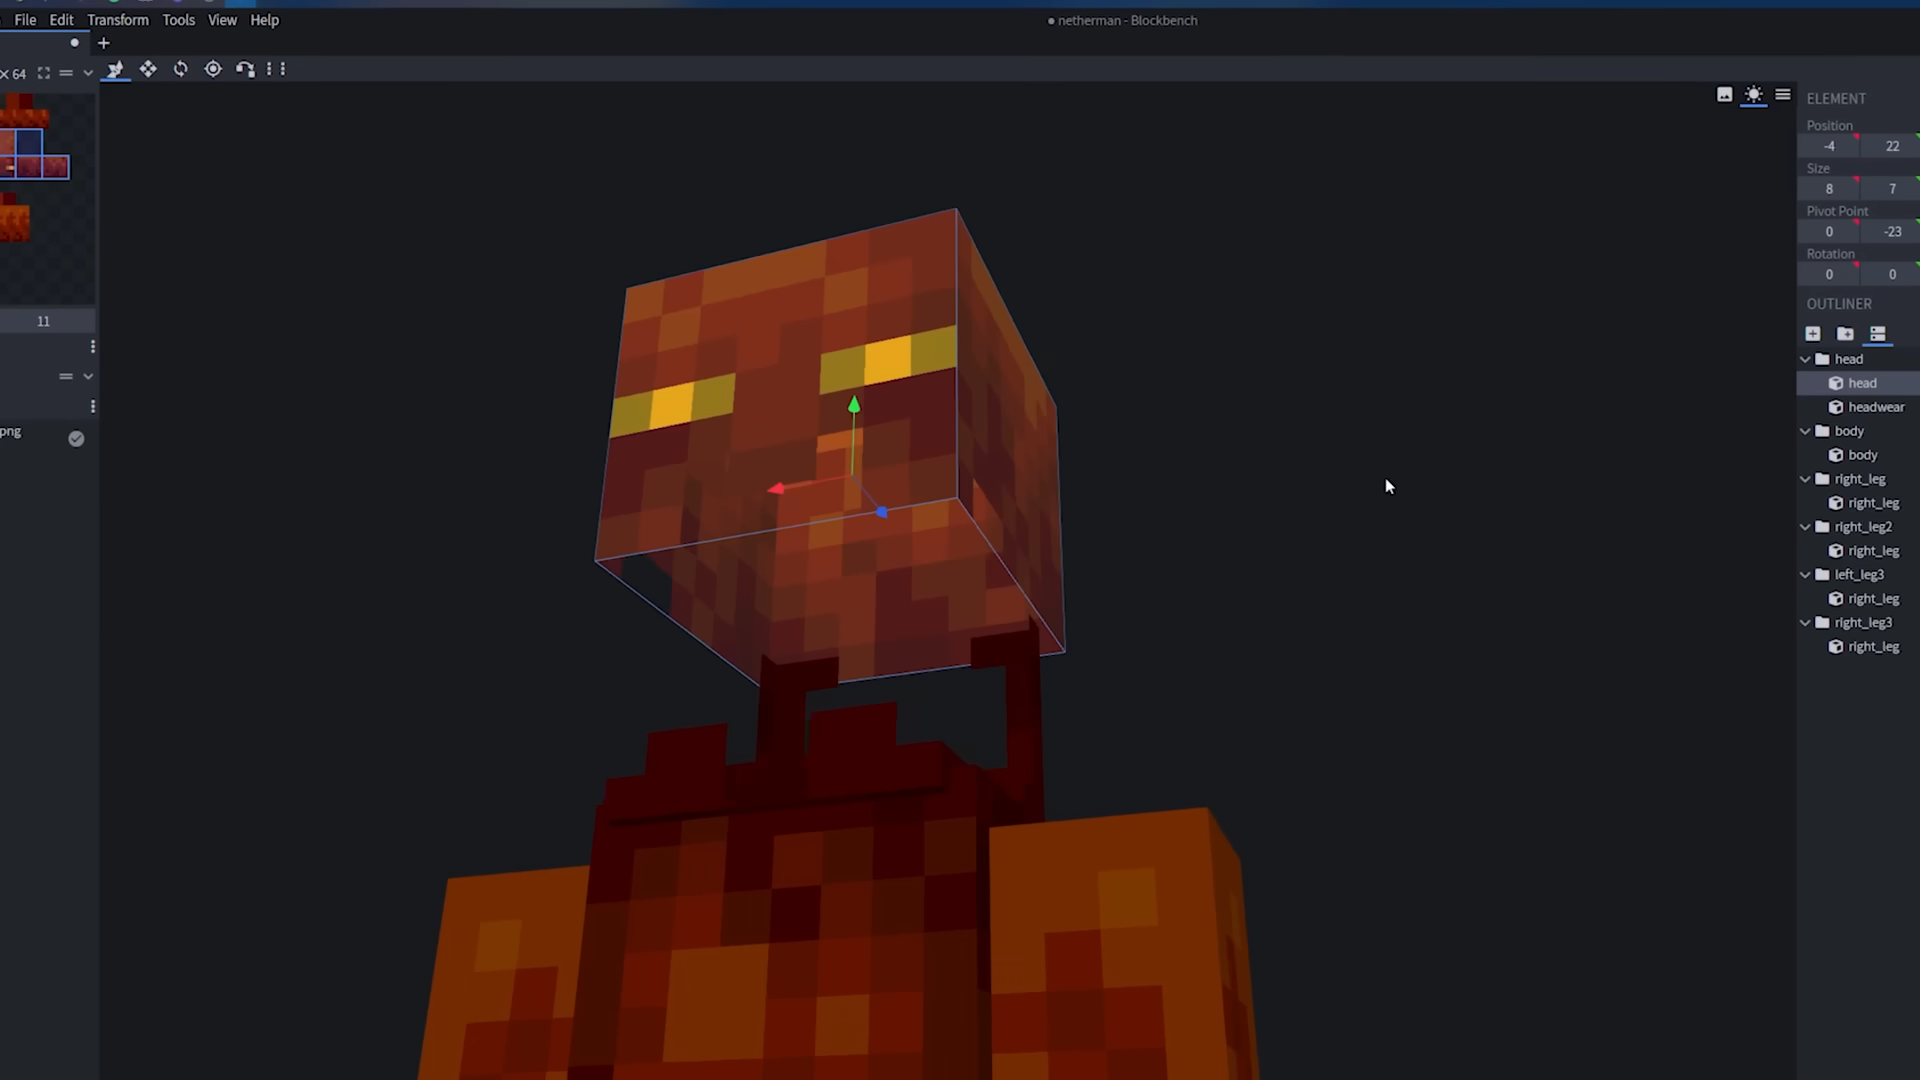 File Edit Transform Tools View Help
● netherman - Blockbench
× 64
ELEMENT
Position
-4 22
Size
8 7
Pivot Point
0 -23
Rotation
0 0
OUTLINER
head
head
headwear
body
body
right_leg
right_leg
right_leg2
right_leg
left_leg3
right_leg
right_leg3
right_leg
11
png